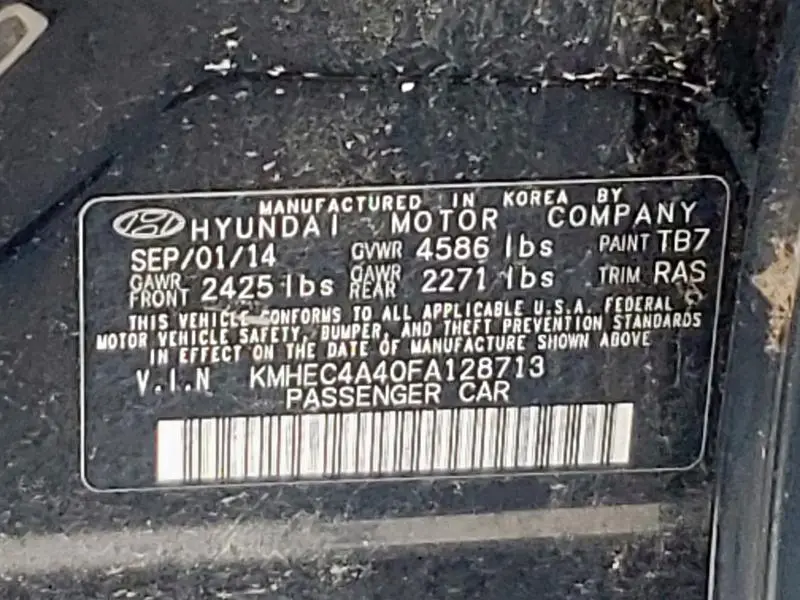 MANUFACTURED IN KOREA BY
HYUNDAI MOTOR COMPANY
SEP/01/14 GVWR 4586 lbs PAINT TB7
GAWR FRONT 2425 lbs GAWR REAR 2271 lbs TRIM RAS
THIS VEHICLE CONFORMS TO ALL APPLICABLE U.S.A. FEDERAL
MOTOR VEHICLE SAFETY, BUMPER, AND THEFT PREVENTION STANDARDS
IN EFFECT ON THE DATE OF MANUFACTURE SHOWN ABOVE
V.I.N KMHEC4A40FA128713
PASSENGER CAR